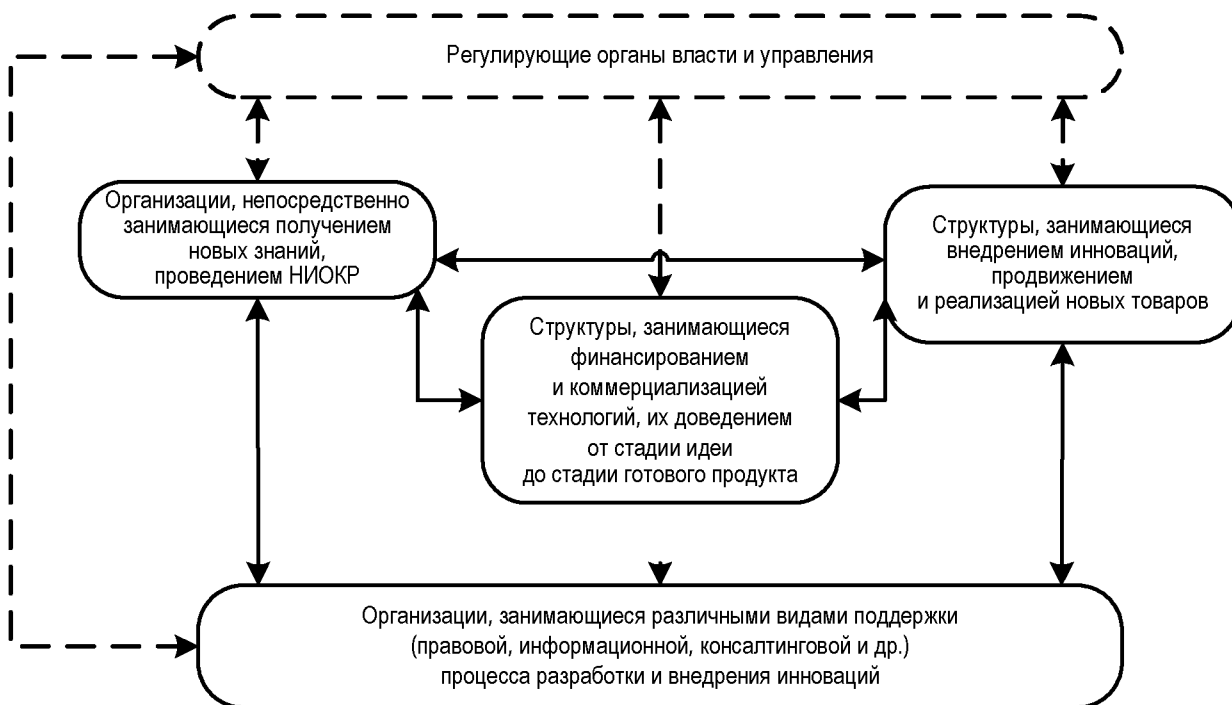 Регулирующие органы власти и управления
Организации, непосредственно
занимающиеся получением
новых знаний,
проведением НИОКР
Структуры, занимающиеся
внедрением инноваций,
продвижением
и реализацией новых товаров
Структуры, занимающиеся
финансированием
и коммерциализацией
технологий, их доведением
от стадии идеи
до стадии готового продукта
Организации, занимающиеся различными видами поддержки
(правовой, информационной, консалтинговой и др.)
процесса разработки и внедрения инноваций